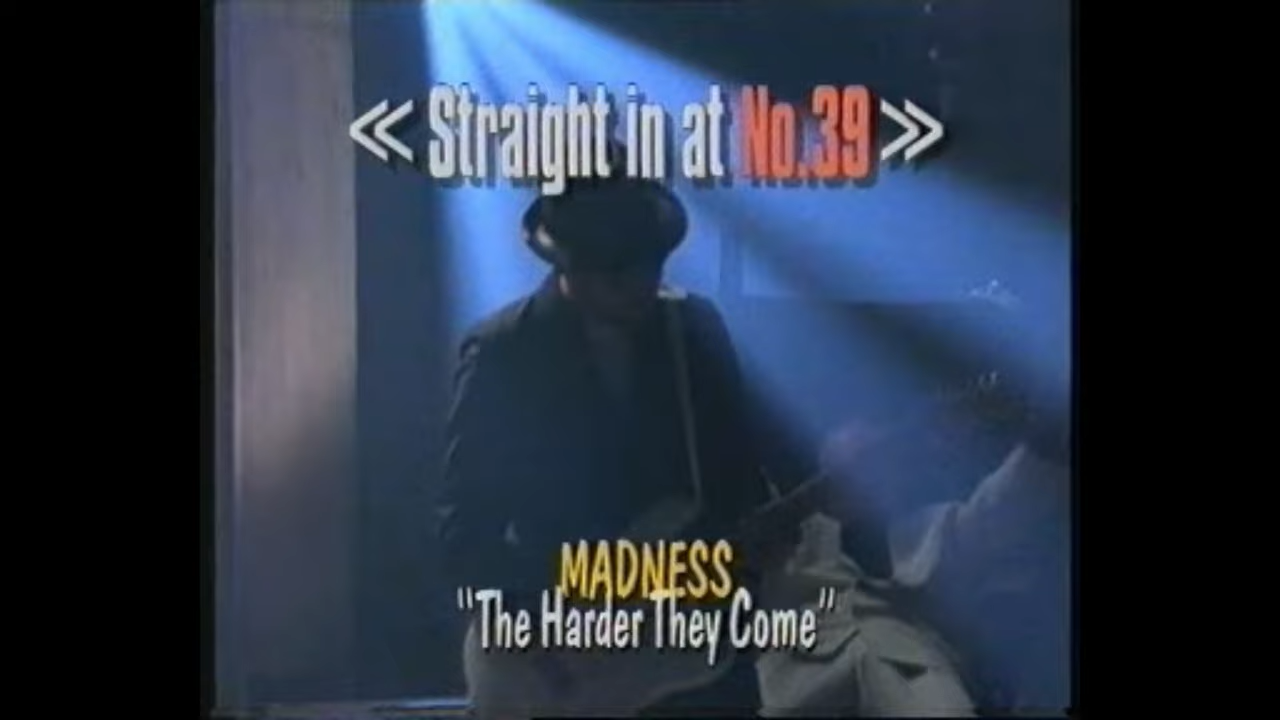 « Straight in at No.39 »
MADNESS
"The Harder They Come"